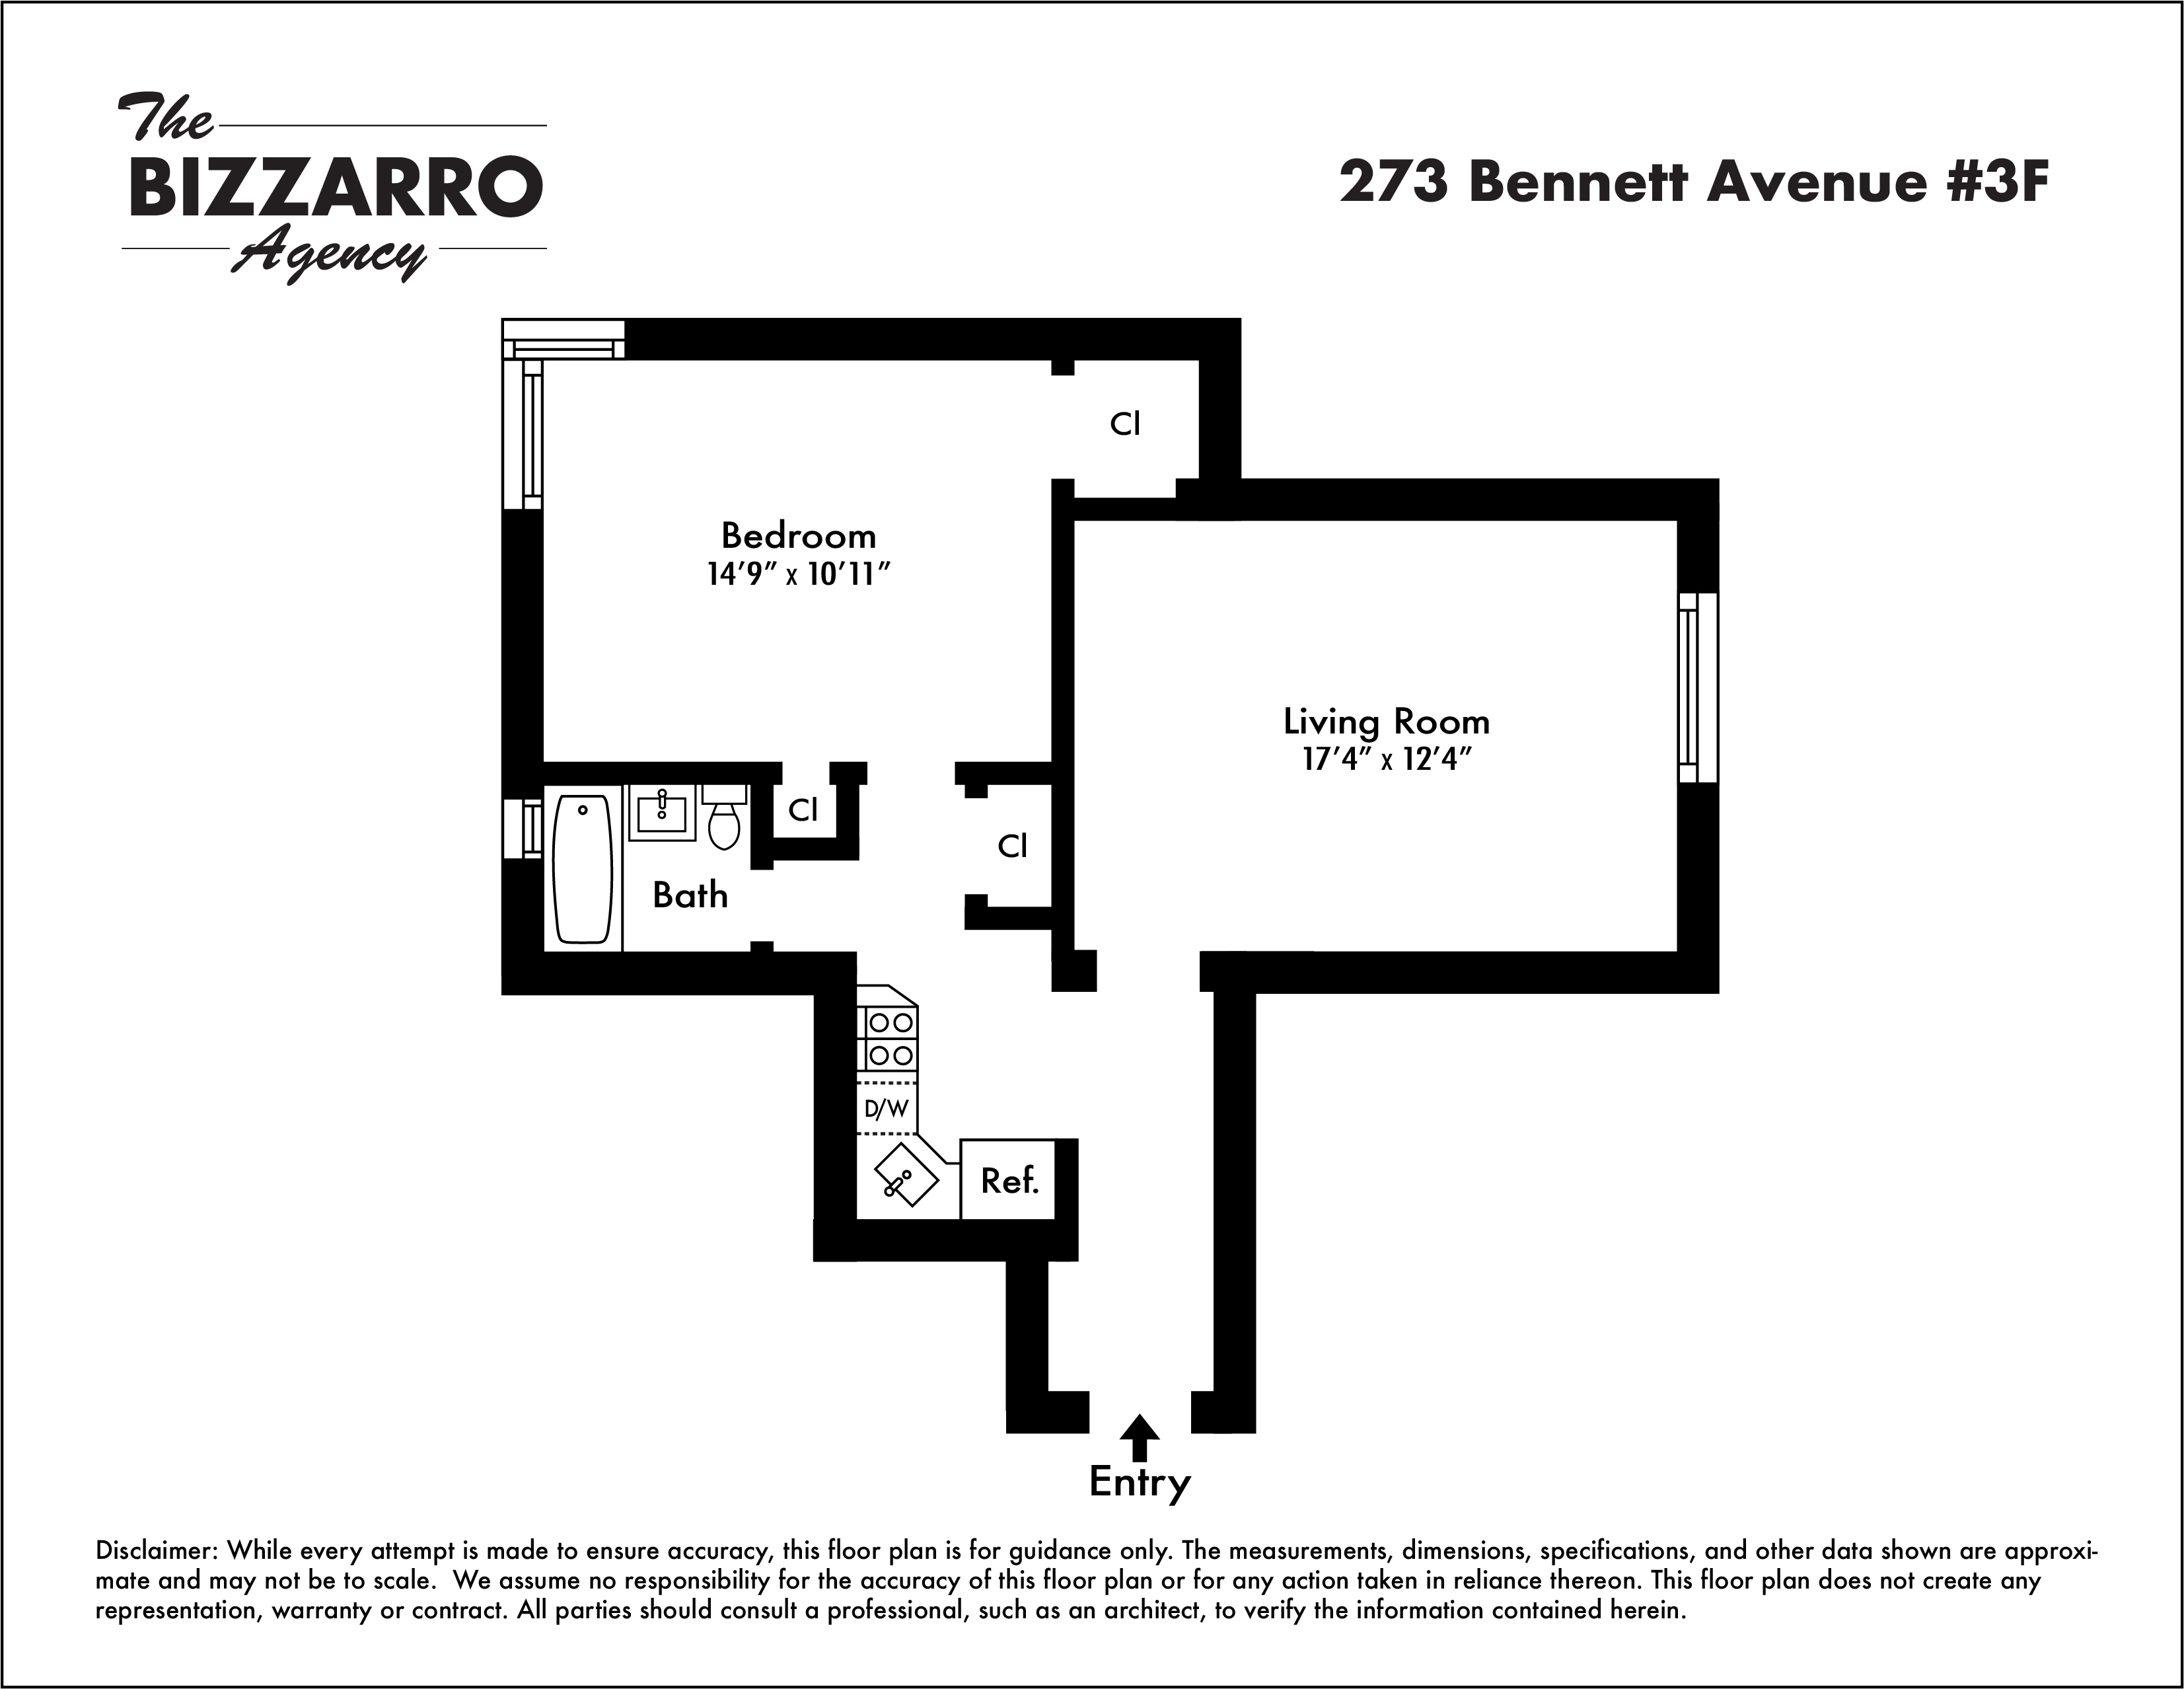 The
BIZZARRO
Agency
273 Bennett Avenue #3F
Cl
Bedroom
14’9” x 10’11”
Living Room
17’4” x 12’4”
Cl
Cl
Bath
D/W
Ref.
Entry
Disclaimer: While every attempt is made to ensure accuracy, this floor plan is for guidance only. The measurements, dimensions, specifications, and other data shown are approxi-
mate and may not be to scale.  We assume no responsibility for the accuracy of this floor plan or for any action taken in reliance thereon. This floor plan does not create any
representation, warranty or contract. All parties should consult a professional, such as an architect, to verify the information contained herein.